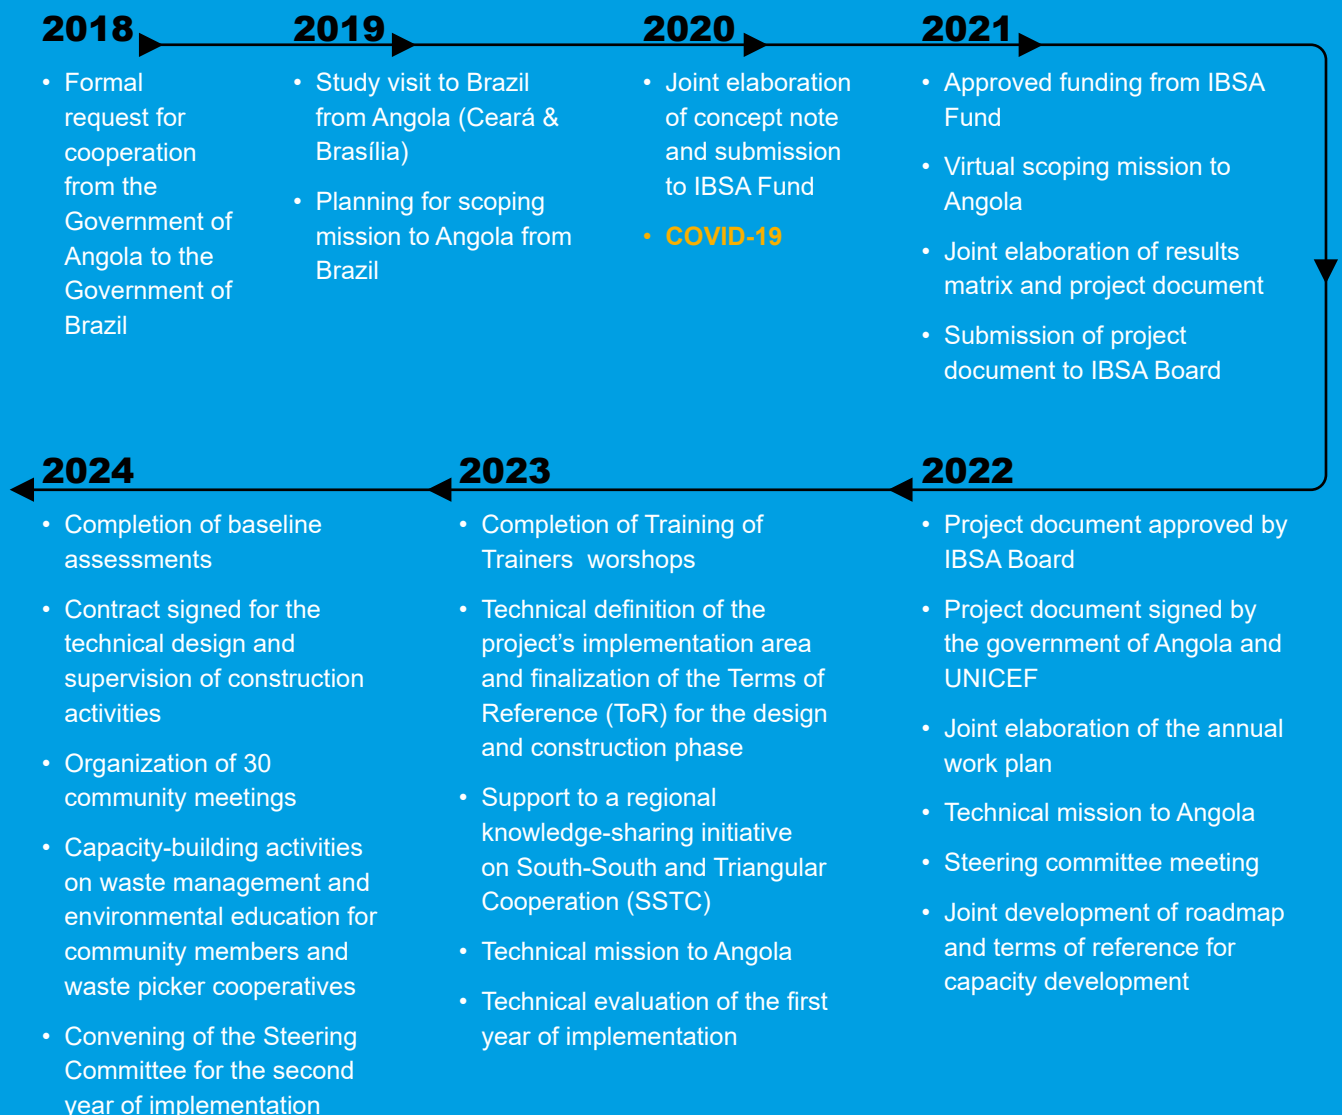 2018
• Formal
request for
cooperation
from the
Government of
Angola to the
Government of
Brazil
2019
• Study visit to Brazil
from Angola (Ceará &
Brasília)
• Planning for scoping
mission to Angola from
Brazil
2020
• Joint elaboration
of concept note
and submission
to IBSA Fund
• COVID-19
2021
• Approved funding from IBSA
Fund
• Virtual scoping mission to
Angola
• Joint elaboration of results
matrix and project document
• Submission of project
document to IBSA Board
2022
• Project document approved by
IBSA Board
• Project document signed by
the government of Angola and
UNICEF
• Joint elaboration of the annual
work plan
• Technical mission to Angola
• Steering committee meeting
• Joint development of roadmap
and terms of reference for
capacity development
2023
• Completion of Training of
Trainers worshops
• Technical definition of the
project's implementation area
and finalization of the Terms of
Reference (ToR) for the design
and construction phase
• Support to a regional
knowledge-sharing initiative
on South-South and Triangular
Cooperation (SSTC)
• Technical mission to Angola
• Technical evaluation of the first
year of implementation
2024
• Completion of baseline
assessments
• Contract signed for the
technical design and
supervision of construction
activities
• Organization of 30
community meetings
• Capacity-building activities
on waste management and
environmental education for
community members and
waste picker cooperatives
• Convening of the Steering
Committee for the second
year of implementation